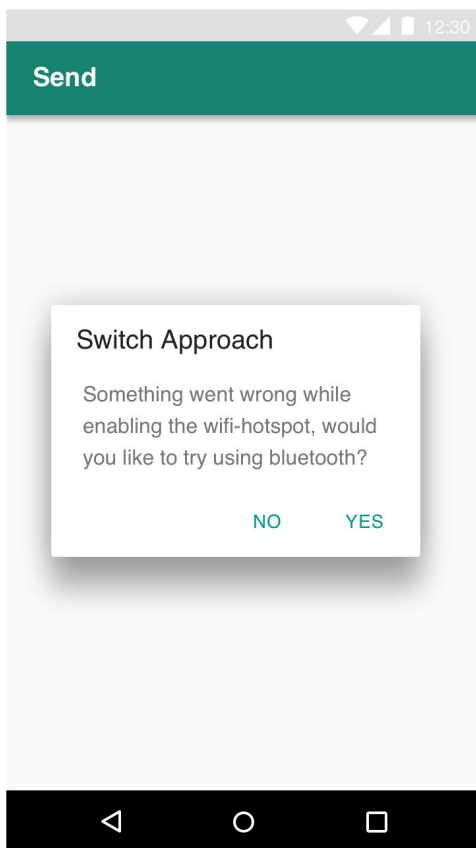 12:30
Send
Switch Approach
Something went wrong while
enabling the wifi-hotspot, would
you like to try using bluetooth?
NO YES